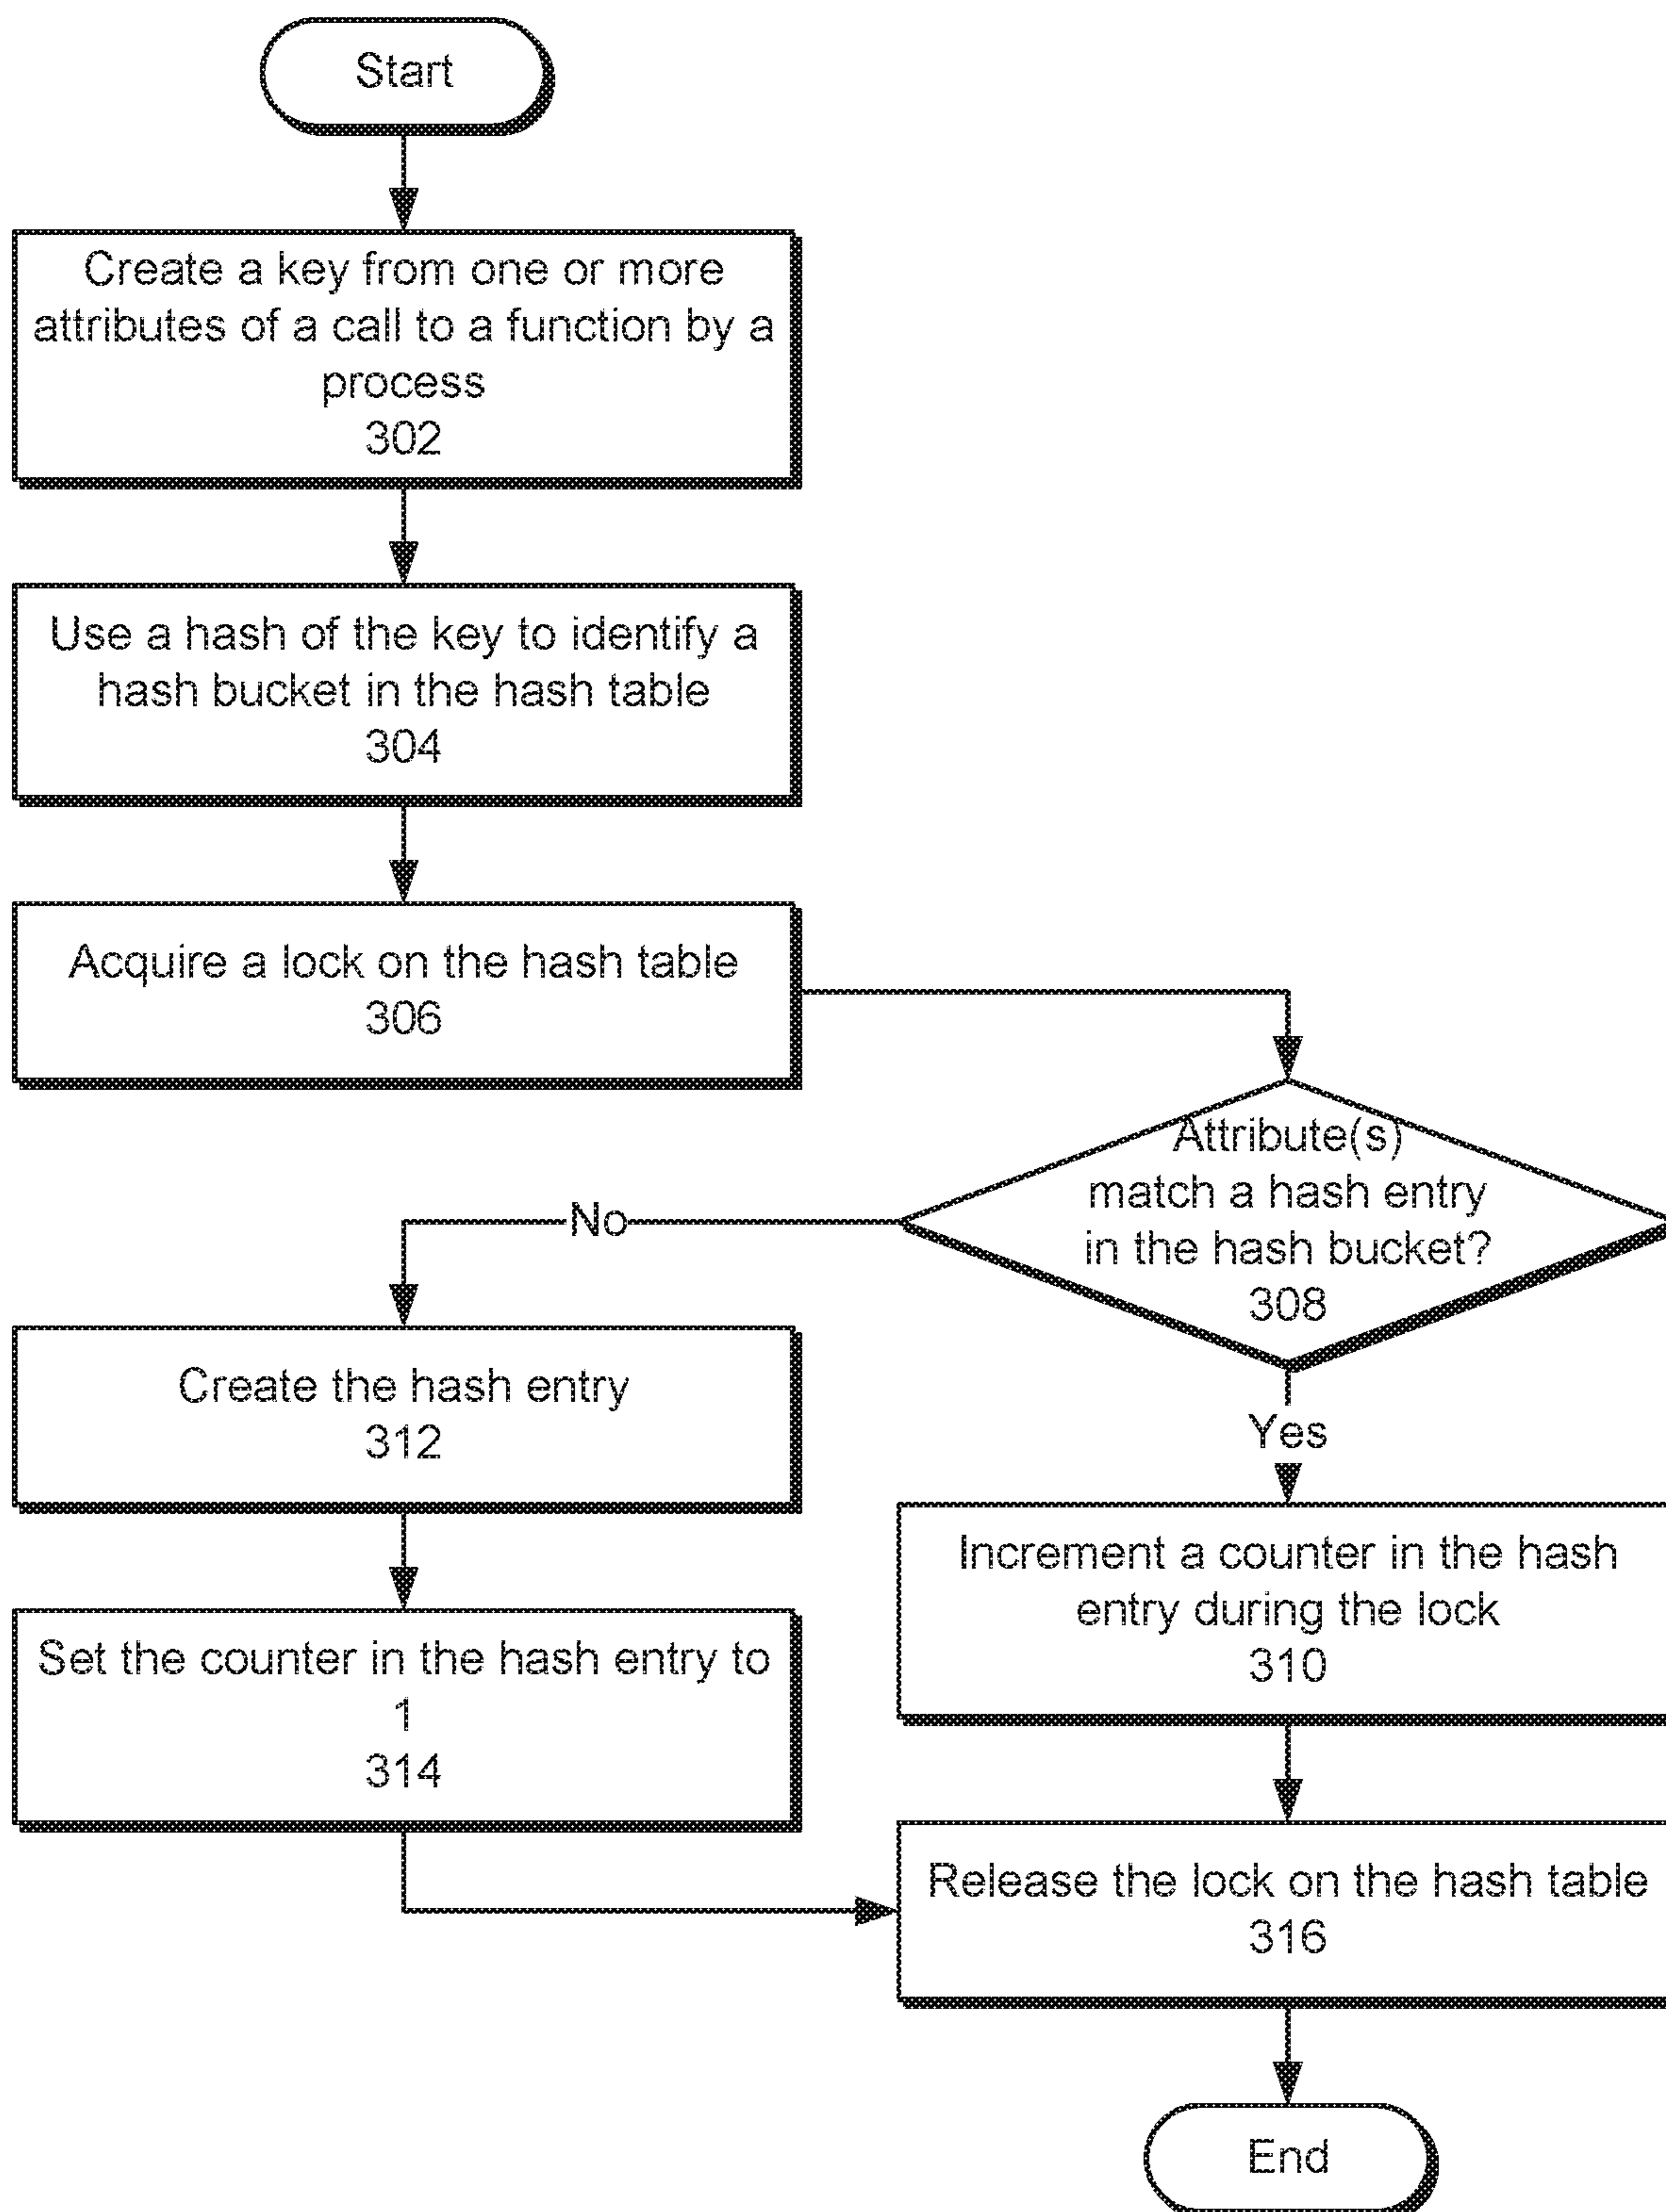 Start
Create a key from one or more
attributes of a call to a function by a
process
302
Use a hash of the key to identify a
hash bucket in the hash table
304
Acquire a lock on the hash table
306
Attribute(s)
match a hash entry
in the hash bucket?
308
No
Yes
Create the hash entry
312
Increment a counter in the hash
entry during the lock
310
Set the counter in the hash entry to
1
314
Release the lock on the hash table
316
End